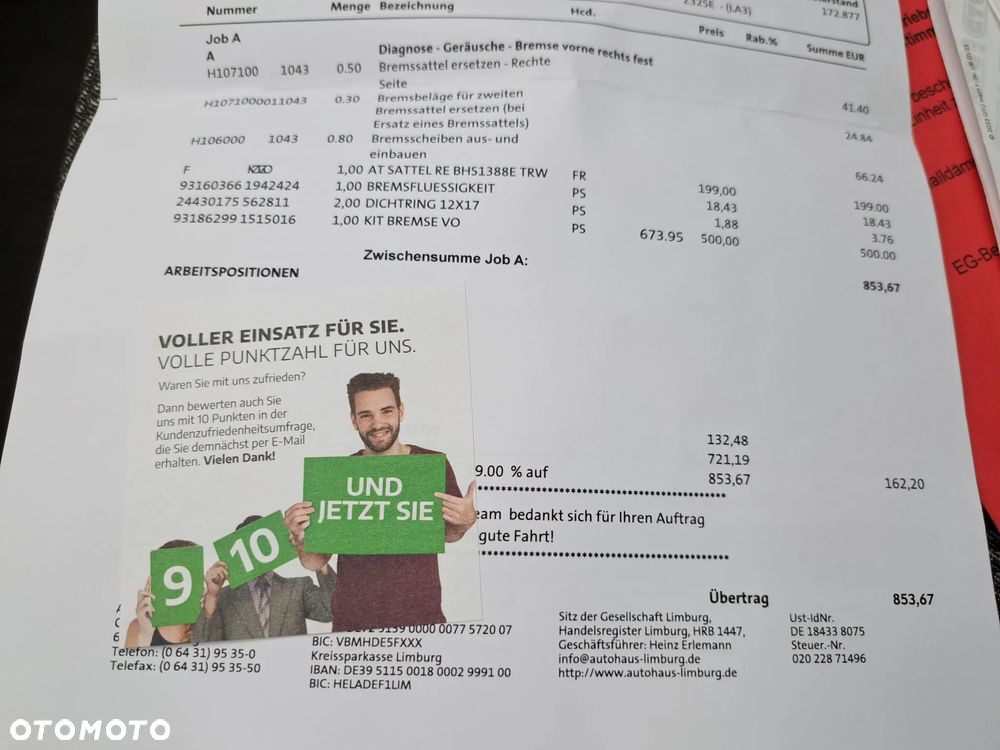 Z325E - (LA3)
172.877
Nummer Menge Bezeichnung Hcd. Preis Rab.% Summe EUR
Job A
A Diagnose - Geräusche - Bremse vorne rechts fest
H107100 1043 0.50 Bremssattel ersetzen - Rechte
Seite 41.40
H1071000011043 0.30 Bremsbeläge für zweiten
Bremssattel ersetzen (bei
Ersatz eines Bremssattels) 24.84
H106000 1043 0.80 Bremsscheiben aus- und
einbauen 66.24
F 1,00 AT SATTEL RE BHS1388E TRW FR 199,00 199.00
93160366 1942424 1,00 BREMSFLUESSIGKEIT PS 18,43 18.43
24430175 562811 2,00 DICHTRING 12X17 PS 1,88 3.76
93186299 1515016 1,00 KIT BREMSE VO PS 673.95 500,00 500.00
Zwischensumme Job A: 853,67
ARBEITSPOSITIONEN
VOLLER EINSATZ FÜR SIE.
VOLLE PUNKTZAHL FÜR UNS.
Waren Sie mit uns zufrieden?
Dann bewerten auch Sie
uns mit 10 Punkten in der
Kundenzufriedenheitsumfrage,
die Sie demnächst per E-Mail
erhalten. Vielen Dank!
UND
JETZT SIE
10
9
132,48
721,19
9.00 % auf 853,67 162,20
eam bedankt sich für Ihren Auftrag
gute Fahrt!
Übertrag 853,67
Telefon: (0 64 31) 95 35-0
Telefax: (0 64 31) 95 35-50
5139 0000 0077 5720 07
BIC: VBMHDE5FXXX
Kreissparkasse Limburg
IBAN: DE39 5115 0018 0002 9991 00
BIC: HELADEF1LIM
Sitz der Gesellschaft Limburg,
Handelsregister Limburg, HRB 1447,
Geschäftsführer: Heinz Erlemann
info@autohaus-limburg.de
http://www.autohaus-limburg.de
Ust-IdNr.
DE 18433 8075
Steuer.-Nr.
020 228 71496
EG-Be
OTOMOTO